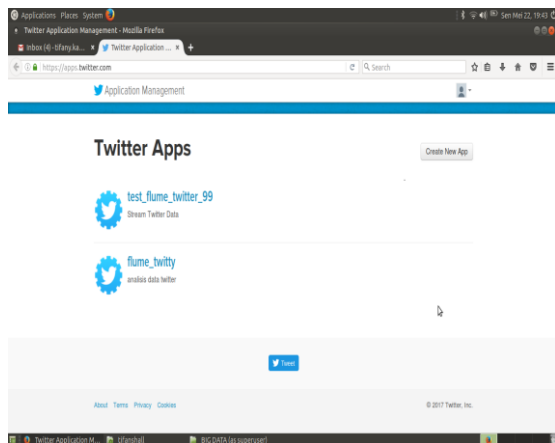 Applications Places System Sen Mei 22, 19:43
Twitter Application Management - Mozilla Firefox
Inbox (4) - tifany.ka... × Twitter Application ... × +
https://apps.twitter.com Search
Application Management
Twitter Apps
Create New App
test_flume_twitter_99
Stream Twitter Data
flume_twitty
analisis data twitter
Tweet
About Terms Privacy Cookies © 2017 Twitter, Inc.
Twitter Application M... tifanshall BIG DATA (as superuser)